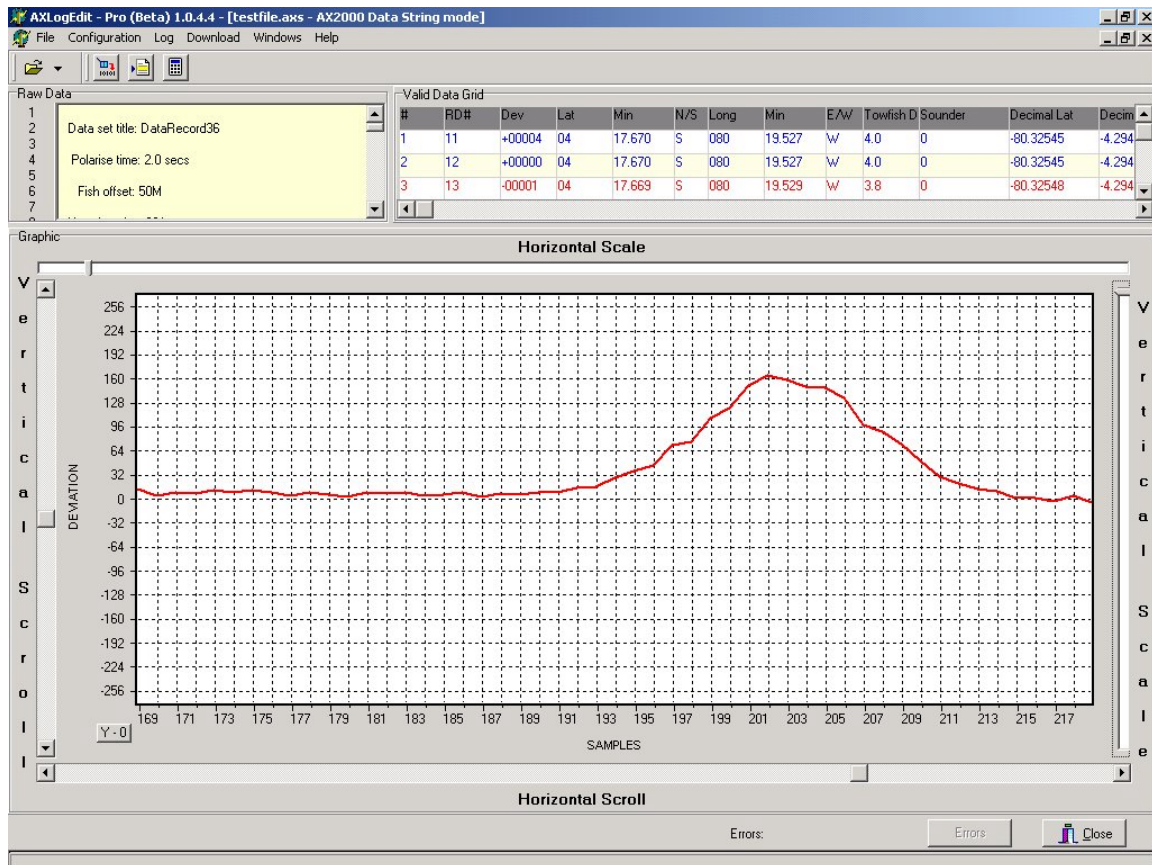 AXLogEdit - Pro (Beta) 1.0.4.4 - [testfile.axs - AX2000 Data String mode]
File Configuration Log Download Windows Help
Raw Data
1
2
3
4
5
6
7
Data set title: DataRecord36
Polarise time: 2.0 secs
Fish offset: 50M
Valid Data Grid
# RD# Dev Lat Min N/S Long Min E/W Towfish D Sounder Decimal Lat Decim
1 11 +00004 04 17.670 S 080 19.527 W 4.0 0 -80.32545 -4.294
2 12 +00000 04 17.670 S 080 19.527 W 4.0 0 -80.32545 -4.294
3 13 -00001 04 17.669 S 080 19.529 W 3.8 0 -80.32548 -4.294
Graphic
Horizontal Scale
Vertical Scroll
DEVIATION
256
224
192
160
128
96
64
32
0
-32
-64
-96
-128
-160
-192
-224
-256
169 171 173 175 177 179 181 183 185 187 189 191 193 195 197 199 201 203 205 207 209 211 213 215 217
Y - 0
SAMPLES
Vertical Scale
Horizontal Scroll
Errors:
Errors
Close